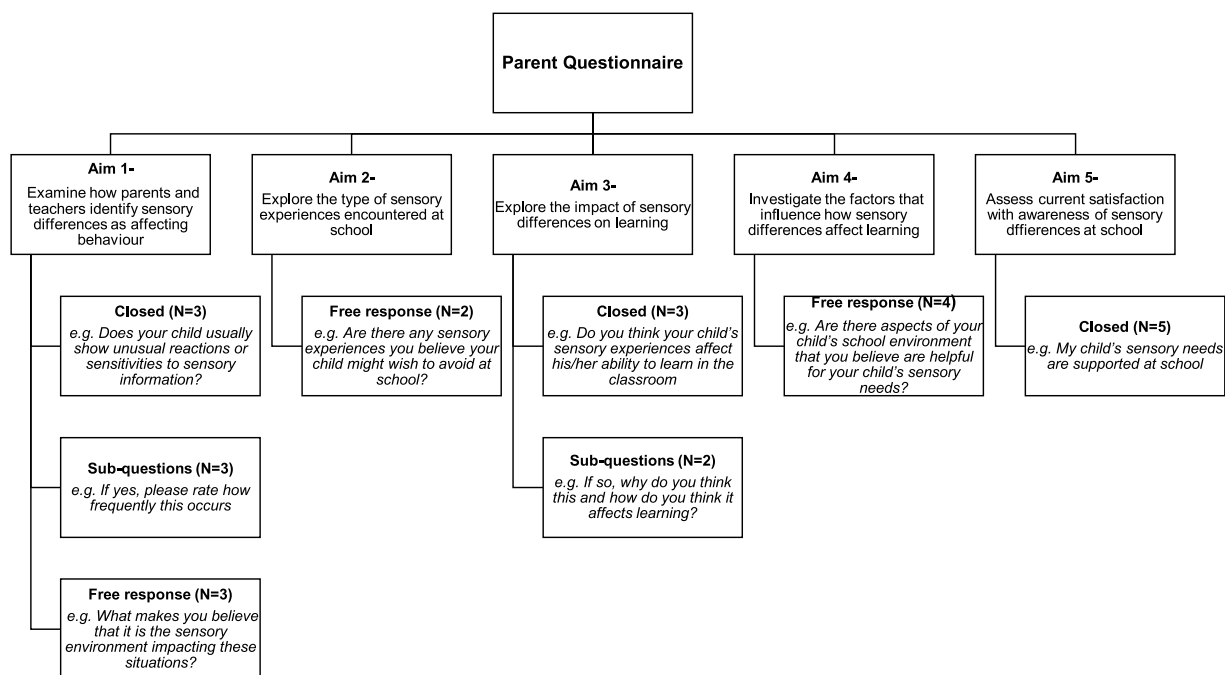 Parent Questionnaire
Aim 1-
Examine how parents and
teachers identify sensory
differences as affecting
behaviour
Aim 2-
Explore the type of sensory
experiences encountered at
school
Aim 3-
Explore the impact of sensory
differences on learning
Aim 4-
Investigate the factors that
influence how sensory
differences affect learning
Aim 5-
Assess current satisfaction
with awareness of sensory
dffierences at school
Closed (N=3)
e.g. Does your child usually
show unusual reactions or
sensitivities to sensory
information?
Sub-questions (N=3)
e.g. If yes, please rate how
frequently this occurs
Free response (N=3)
e.g. What makes you believe
that it is the sensory
environment impacting these
situations?
Free response (N=2)
e.g. Are there any sensory
experiences you believe your
child might wish to avoid at
school?
Closed (N=3)
e.g. Do you think your child's
sensory experiences affect
his/her ability to learn in the
classroom
Sub-questions (N=2)
e.g. If so, why do you think
this and how do you think it
affects learning?
Free response (N=4)
e.g. Are there aspects of your
child's school environment
that you believe are helpful
for your child's sensory
needs?
Closed (N=5)
e.g. My child's sensory needs
are supported at school